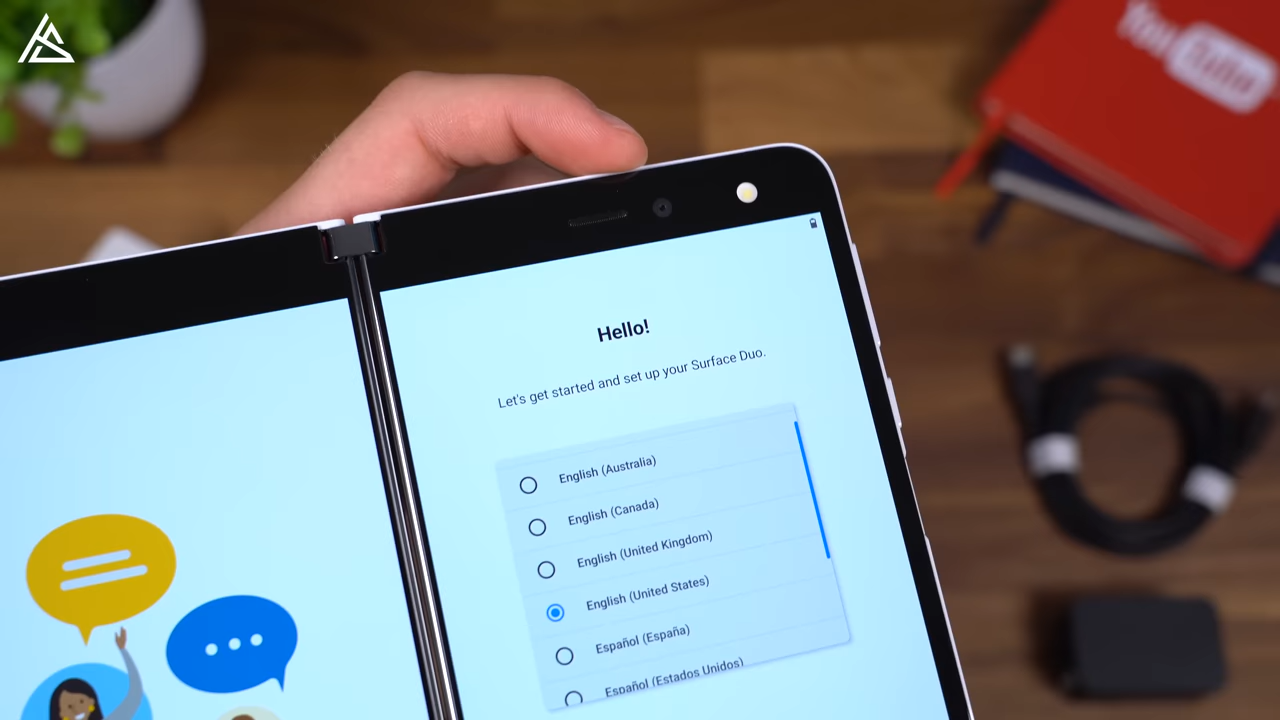 YouTube
Hello!
Let's get started and set up your Surface Duo.
English (Australia)
English (Canada)
English (United Kingdom)
English (United States)
Español (España)
Español (Estados Unidos)